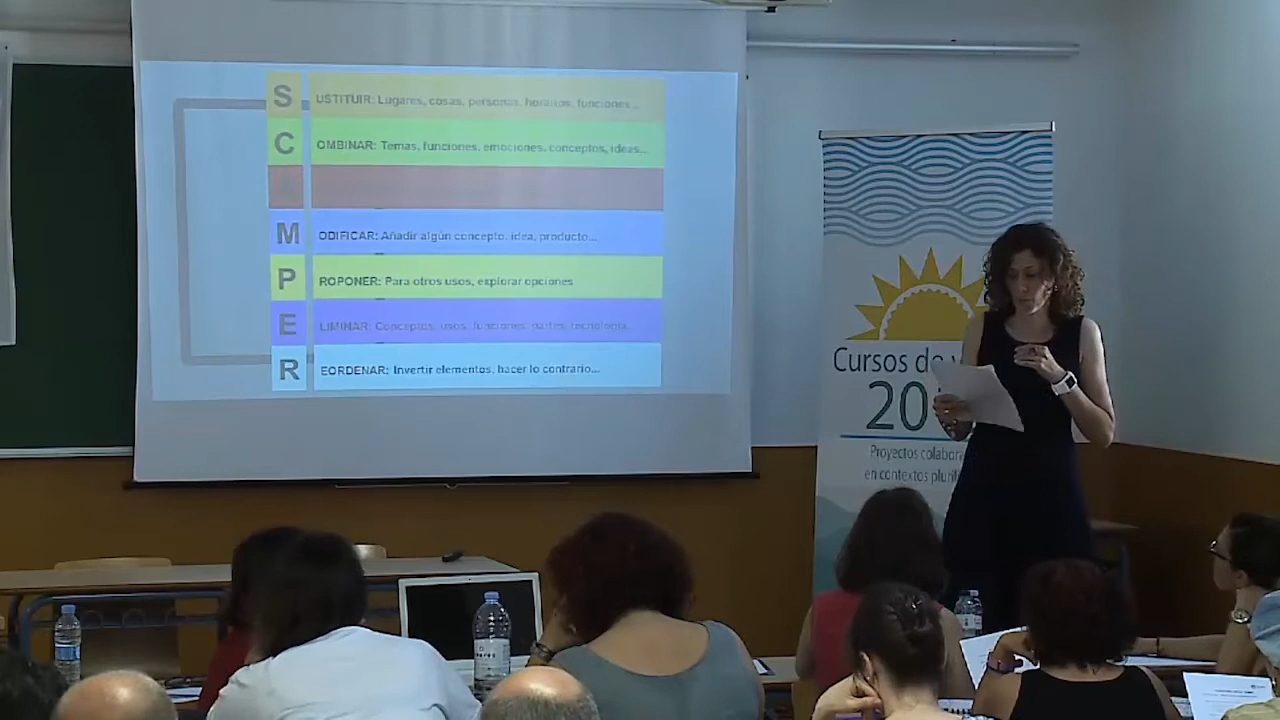 S USTITUIR: Lugares, cosas, personas, horarios, funciones...
C OMBINAR: Temas, funciones, emociones, conceptos, ideas...
M ODIFICAR: Añadir algún concepto, idea, producto...
P ROPONER: Para otros usos, explorar opciones
E LIMINAR: Conceptos, usos, funciones, partes, tecnología...
R EORDENAR: Invertir elementos, hacer lo contrario...
Cursos de
20
Proyectos
en contextos